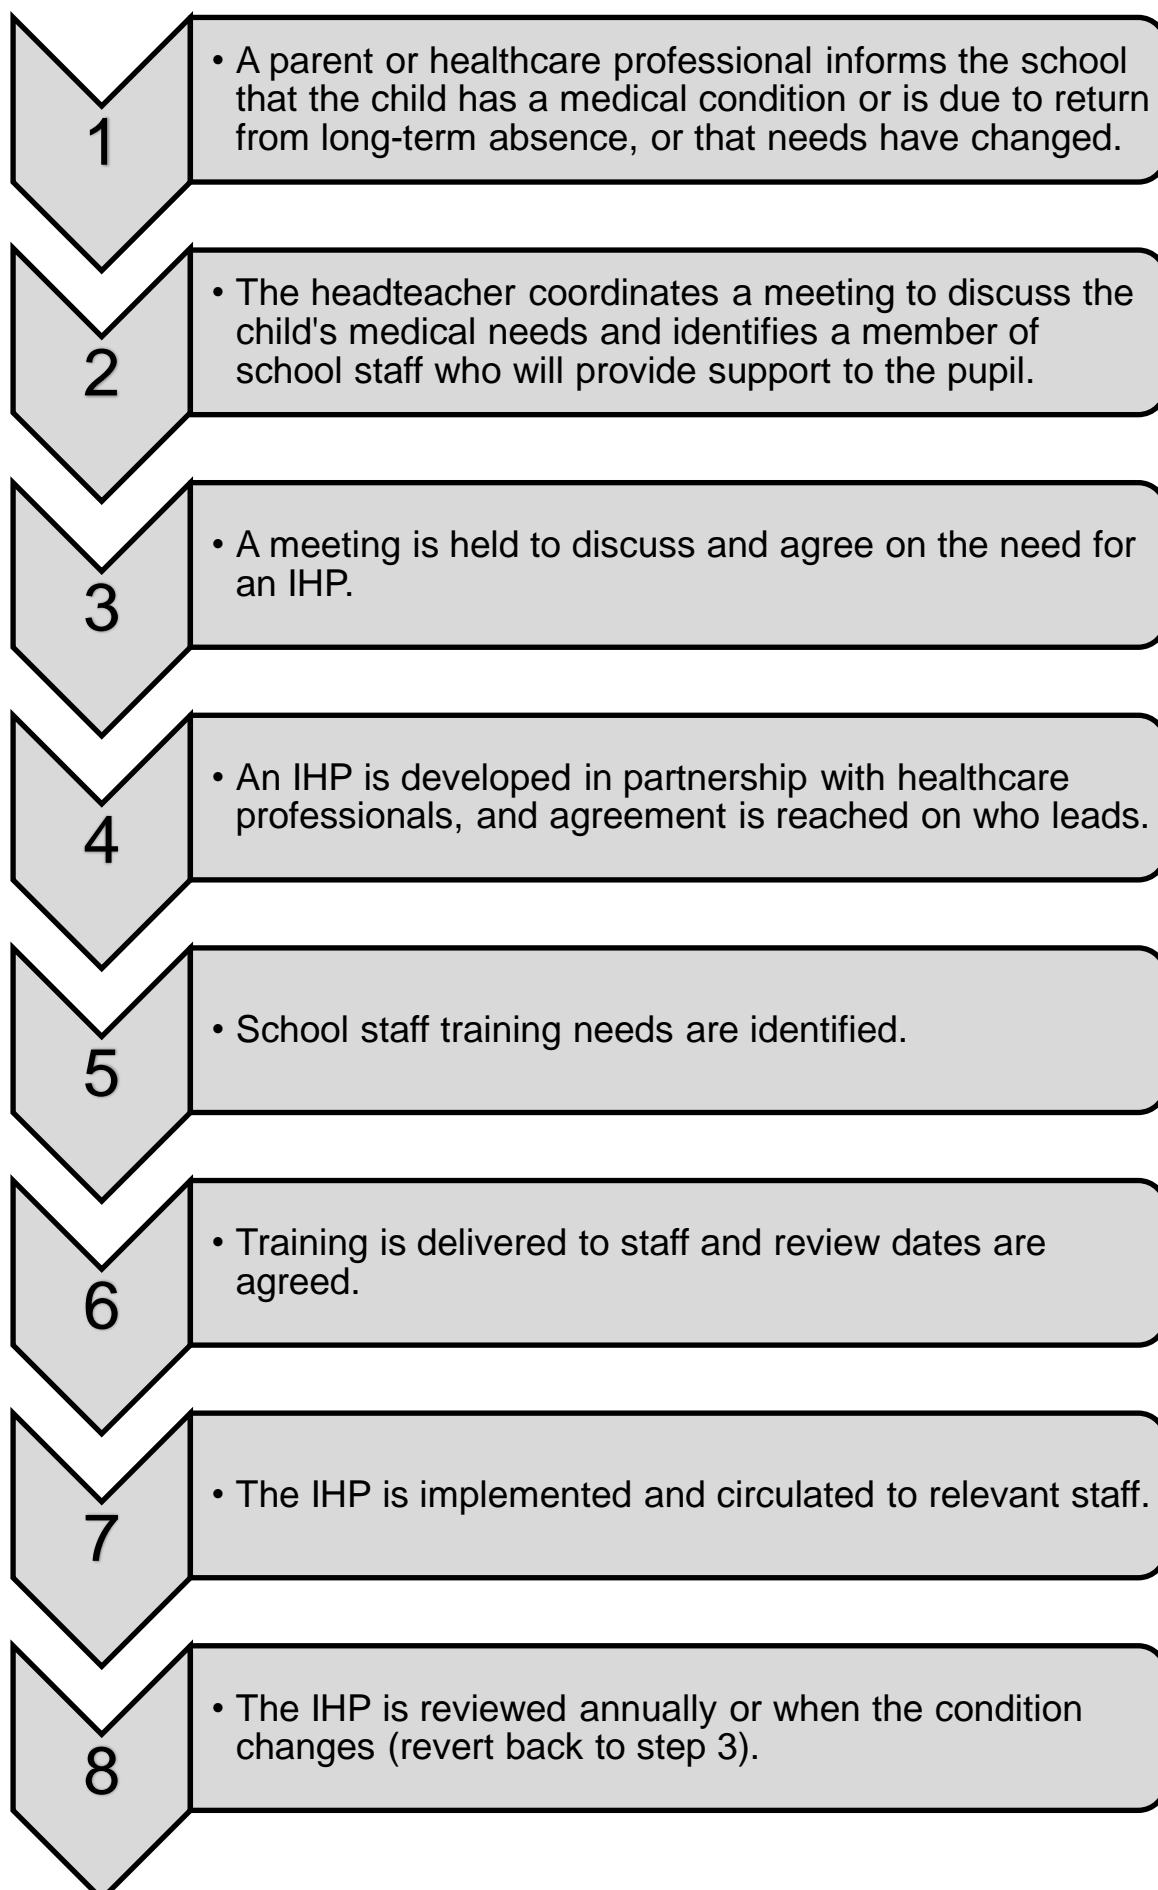 1
• A parent or healthcare professional informs the school
that the child has a medical condition or is due to return
from long-term absence, or that needs have changed.
2
• The headteacher coordinates a meeting to discuss the
child's medical needs and identifies a member of
school staff who will provide support to the pupil.
3
• A meeting is held to discuss and agree on the need for
an IHP.
4
• An IHP is developed in partnership with healthcare
professionals, and agreement is reached on who leads.
5
• School staff training needs are identified.
6
• Training is delivered to staff and review dates are
agreed.
7
• The IHP is implemented and circulated to relevant staff.
8
• The IHP is reviewed annually or when the condition
changes (revert back to step 3).